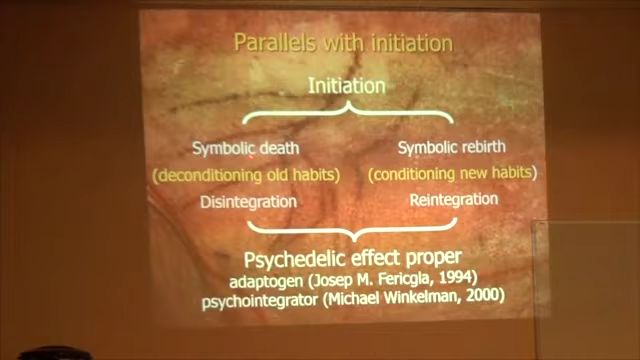 Parallels with initiation
Initiation
Symbolic death Symbolic rebirth
(deconditioning old habits) (conditioning new habits)
Disintegration Reintegration
Psychedelic effect proper
adaptogen (Josep M. Fericgla, 1994)
psychointegrator (Michael Winkelman, 2000)